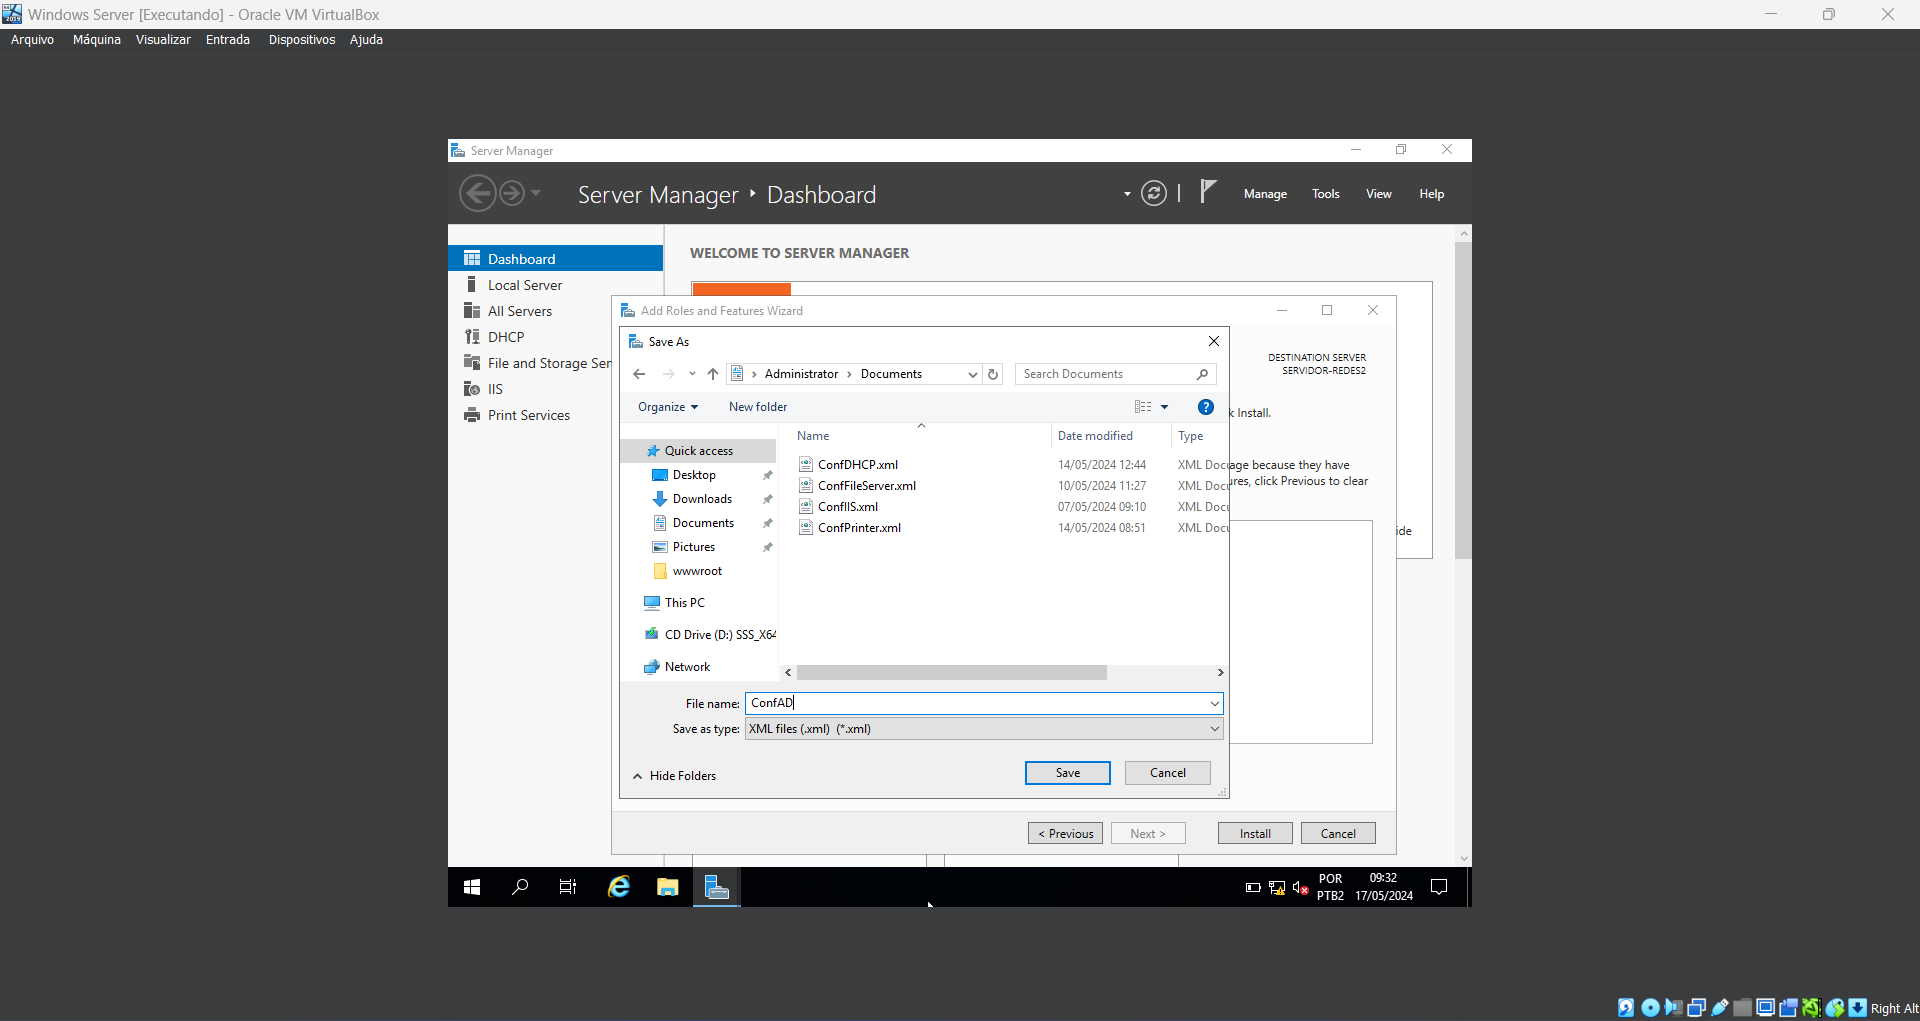 Windows Server [Executando] - Oracle VM VirtualBox
Arquivo Máquina Visualizar Entrada Dispositivos Ajuda
Server Manager
Server Manager Dashboard
Manage Tools View Help
Dashboard
Local Server
All Servers
DHCP
File and Storage Ser
IIS
Print Services
WELCOME TO SERVER MANAGER
Add Roles and Features Wizard
DESTINATION SERVER
SERVIDOR-REDES2
k Install.
age because they have
ures, click Previous to clear
ide
Save As
Administrator Documents
Search Documents
Organize New folder
Quick access
Desktop
Downloads
Documents
Pictures
wwwroot
This PC
CD Drive (D:) SSS_X64
Network
Name Date modified Type
ConfDHCP.xml 14/05/2024 12:44 XML Docu
ConfFileServer.xml 10/05/2024 11:27 XML Docu
ConfIIS.xml 07/05/2024 09:10 XML Docu
ConfPrinter.xml 14/05/2024 08:51 XML Docu
File name: ConfAD
Save as type: XML files (.xml) (*.xml)
Hide Folders
Save Cancel
< Previous Next > Install Cancel
POR
PTB2
09:32
17/05/2024
Right Alt